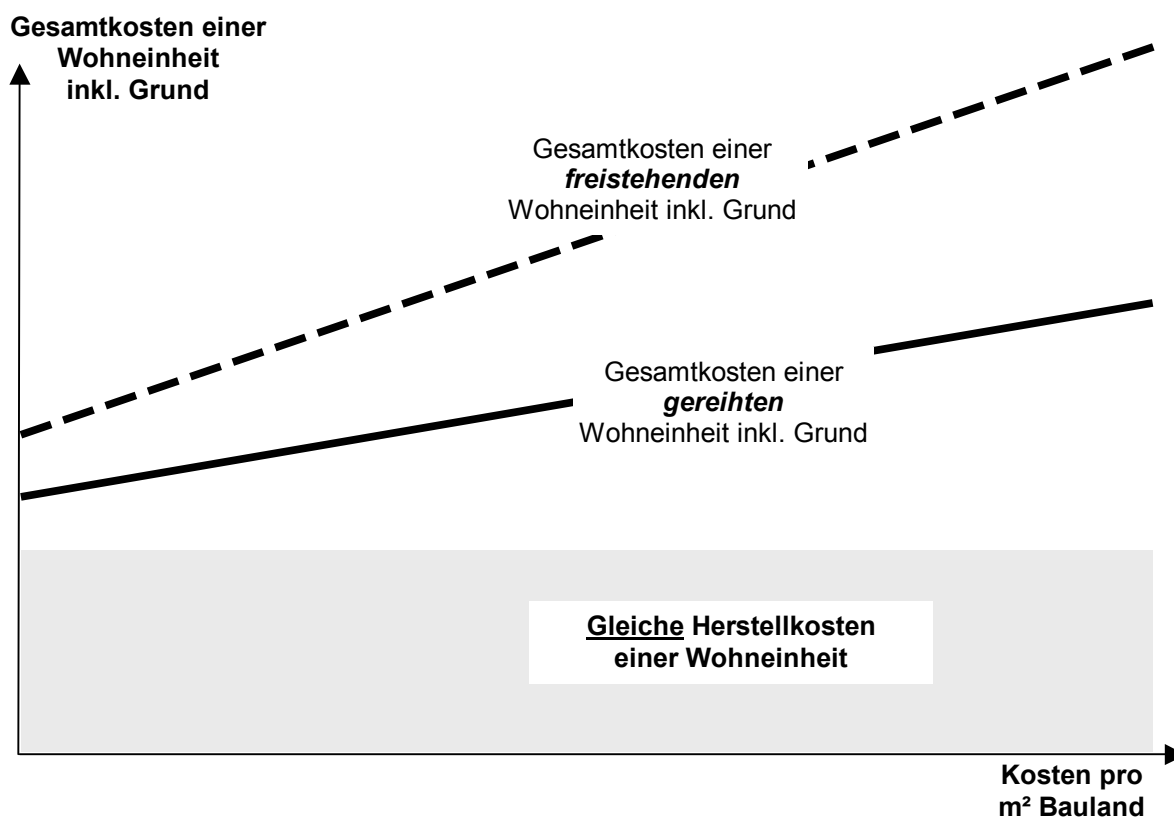 Gesamtkosten einer
Wohneinheit
inkl. Grund
Gesamtkosten einer
freistehenden
Wohneinheit inkl. Grund
Gesamtkosten einer
gereihten
Wohneinheit inkl. Grund
Gleiche Herstellkosten
einer Wohneinheit
Kosten pro
m² Bauland